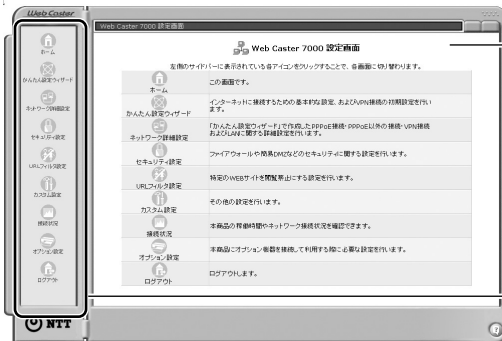 Web Caster
Web Caster 7000 設定画面
Web Caster 7000 設定画面
左側のサイドバーに表示されている各アイコンをクリックすることで、各画面に切り替わります。
ホーム
かんたん設定ウィザード
ネットワーク詳細設定
セキュリティ設定
URLフィルタ設定
カスタム設定
接続状況
オプション設定
ログアウト
ホーム
この画面です。
かんたん設定ウィザード
インターネットに接続するための基本的な設定、およびVPN接続の初期設定を行い
ます。
ネットワーク詳細設定
「かんたん設定ウィザード」で作成したPPPoE接続・PPPoE以外の接続・VPN接続
およびLANに関する詳細設定を行います。
セキュリティ設定
ファイアウォールや簡易DMZなどのセキュリティに関する設定を行います。
URLフィルタ設定
特定のWEBサイトを閲覧禁止にする設定を行います。
カスタム設定
その他の設定を行います。
接続状況
本商品の稼働時間やネットワーク接続状況を確認できます。
オプション設定
本商品にオプション機器を接続して利用する際に必要な設定を行います。
ログアウト
ログアウトします。
NTT
?